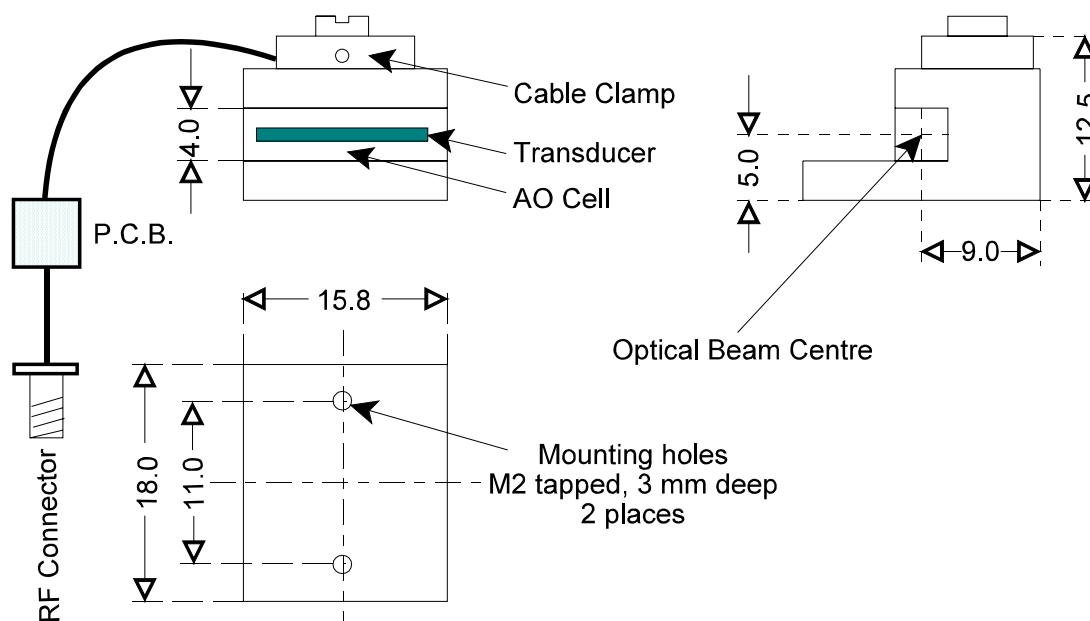 Cable Clamp
4.0
Transducer
AO Cell
P.C.B.
12.5
5.0
9.0
15.8
Optical Beam Centre
18.0
11.0
Mounting holes
M2 tapped, 3 mm deep
2 places
RF Connector